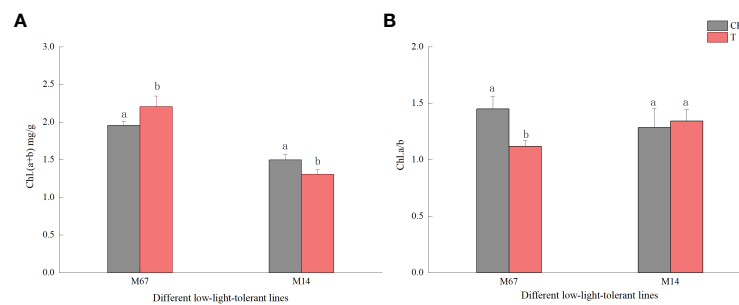 A
3.0
2.5
2.0
1.5
1.0
0.5
0.0
Chl.(a+b) mg/g
a
b
a
b
M67
M14
Different low-light-tolerant lines
B
2.0
1.5
1.0
0.5
0.0
Chl.a/b
a
b
a
a
M67
M14
Different low-light-tolerant lines
T